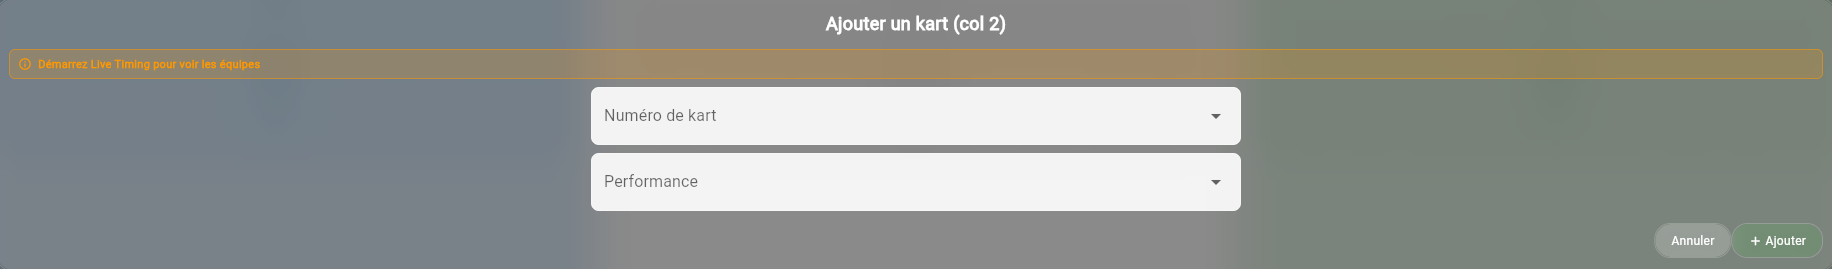 Ajouter un kart (col 2)
Démarrez Live Timing pour voir les équipes
Numéro de kart
Performance
Annuler
+ Ajouter